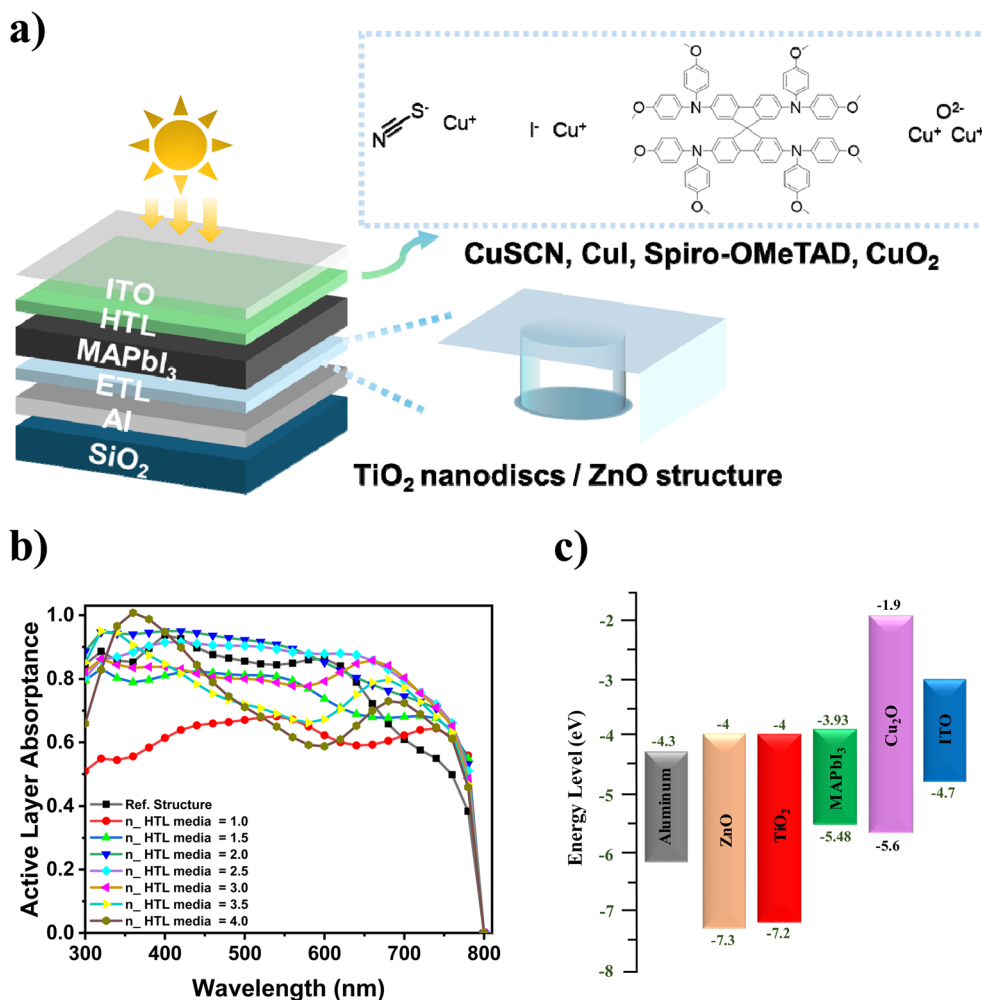 a)
N S-
Cu+
I- Cu+
O2-
Cu+ Cu+
O
O
O
O
N
N
N
N
O
O
O
O
CuSCN, CuI, Spiro-OMeTAD, CuO2
ITO
HTL
MAPbI3
ETL
Al
SiO2
TiO2 nanodiscs / ZnO structure
b)
Active Layer Absorptance
1.0
0.8
0.6
0.4
0.2
0.0
Ref. Structure
n_ HTL media = 1.0
n_ HTL media = 1.5
n_ HTL media = 2.0
n_ HTL media = 2.5
n_ HTL media = 3.0
n_ HTL media = 3.5
n_ HTL media = 4.0
300 400 500 600 700 800
Wavelength (nm)
c)
Energy Level (eV)
-2
-3
-4
-5
-6
-7
-8
-4.3
Aluminum
-4
ZnO
-7.3
-4
TiO2
-7.2
-3.93
MAPbI3
-5.48
-1.9
Cu2O
-5.6
ITO
-4.7